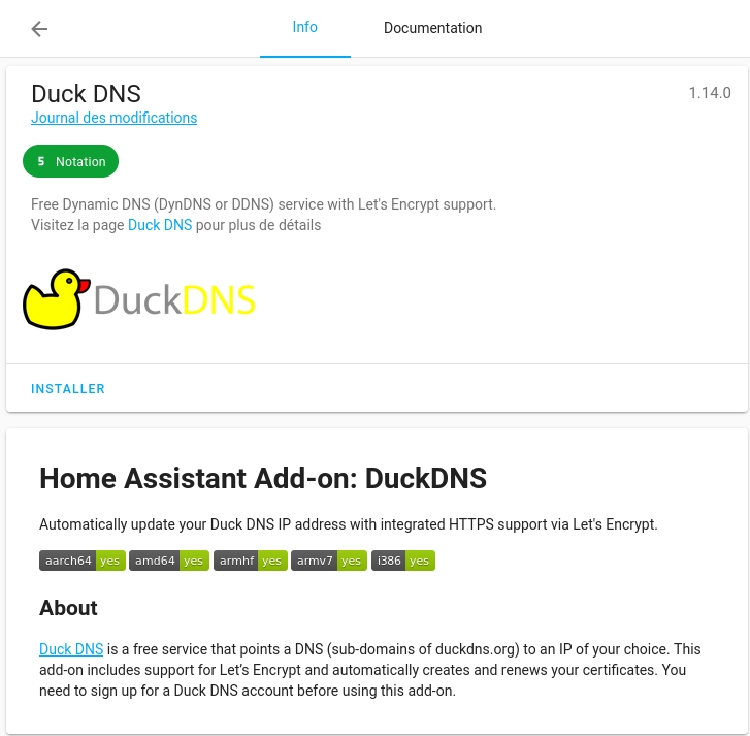 Info Documentation
Duck DNS 1.14.0
Journal des modifications
5 Notation
Free Dynamic DNS (DynDNS or DDNS) service with Let's Encrypt support.
Visitez la page Duck DNS pour plus de détails
DuckDNS
INSTALLER
Home Assistant Add-on: DuckDNS
Automatically update your Duck DNS IP address with integrated HTTPS support via Let's Encrypt.
aarch64 yes amd64 yes armhf yes armv7 yes i386 yes
About
Duck DNS is a free service that points a DNS (sub-domains of duckdns.org) to an IP of your choice. This
add-on includes support for Let’s Encrypt and automatically creates and renews your certificates. You
need to sign up for a Duck DNS account before using this add-on.